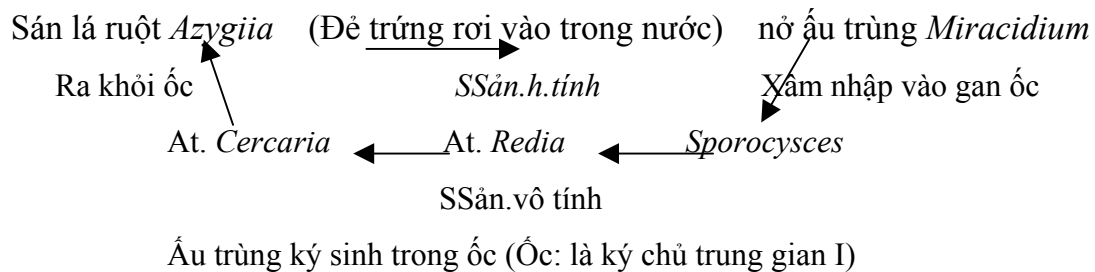 Sán lá ruột Azygiia (Đẻ trứng rơi vào trong nước) nở ấu trùng Miracidium
Ra khỏi ốc SSản.h.tính Xâm nhập vào gan ốc
At. Cercaria At. Redia Sporocysces
SSản.vô tính
Ấu trùng ký sinh trong ốc (Ốc: là ký chủ trung gian I)